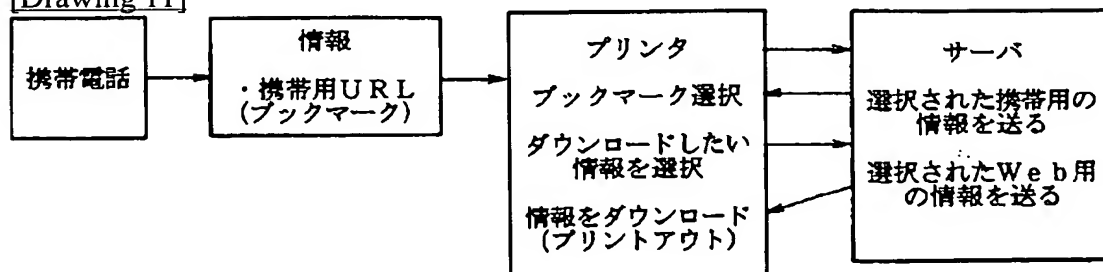 [Drawing 11]
携帯電話
情報
・携帯用URL
(ブックマーク)
プリンタ
ブックマーク選択
ダウンロードしたい
情報を選択
情報をダウンロード
(プリントアウト)
サーバ
選択された携帯用の
情報を送る
選択されたWeb用
の情報を送る